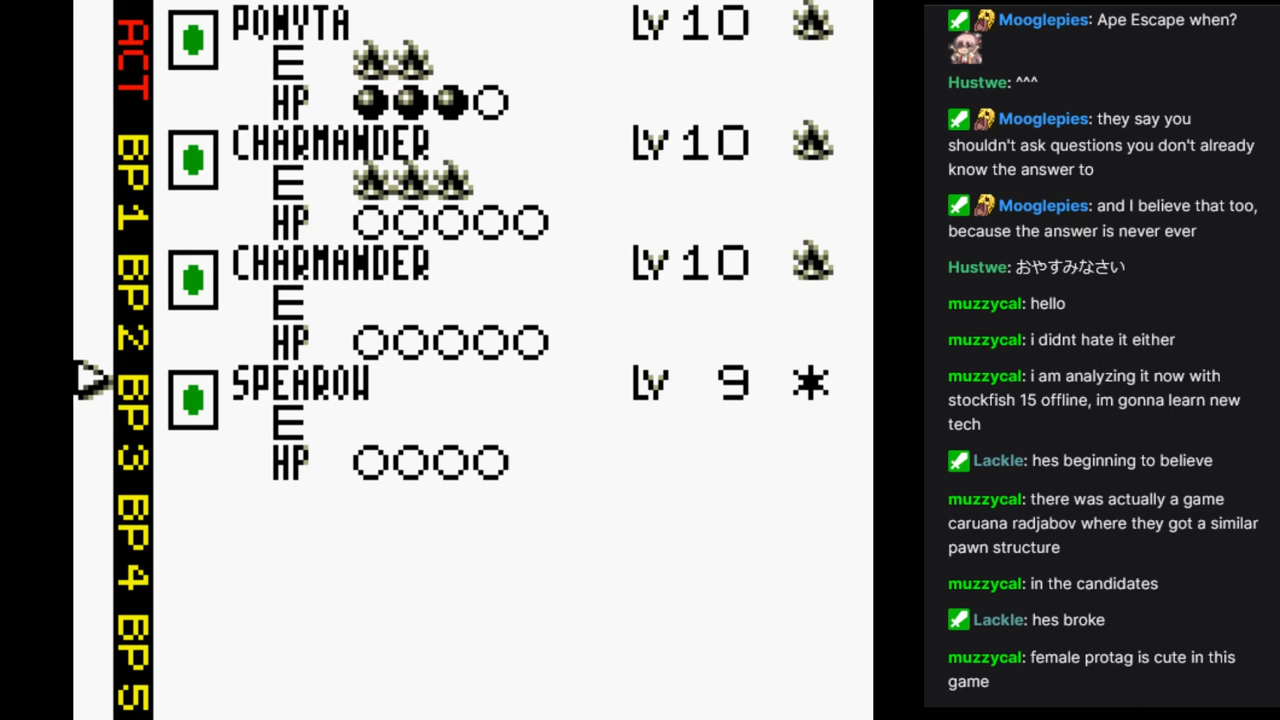 PONYTA Lv 10
E
HP
CHARMANDER Lv 10
E
HP
CHARMANDER Lv 10
E
HP
SPEAROW Lv 9
E
HP
ACT
BP 1
BP 2
BP 3
BP 4
BP 5
Mooglepies: Ape Escape when?
Hustwe: ^^^
Mooglepies: they say you
shouldn't ask questions you don't already
know the answer to
Mooglepies: and I believe that too,
because the answer is never ever
Hustwe: おやすみなさい
muzzycal: hello
muzzycal: i didnt hate it either
muzzycal: i am analyzing it now with
stockfish 15 offline, im gonna learn new
tech
Lackle: hes beginning to believe
muzzycal: there was actually a game
caruana radjabov where they got a similar
pawn structure
muzzycal: in the candidates
Lackle: hes broke
muzzycal: female protag is cute in this
game